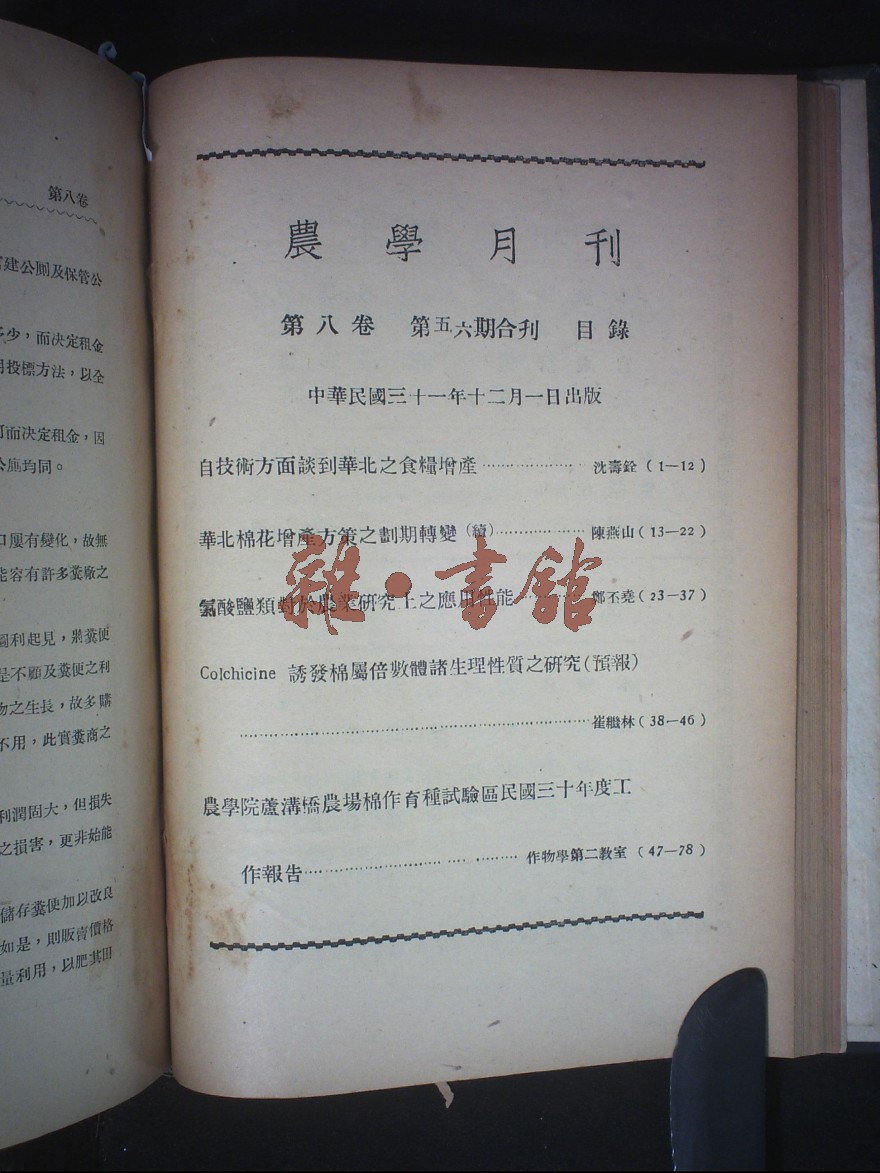 第八卷
建公厠及保管公
少，而決定租金
投標方法，以全
而決定租金，因
公廁均同。
口屢有變化，故無
能容有許多糞廠之
圖利起見，將糞便
是不顧及糞便之利
物之生長，故多購
不用，此實糞商之
利潤固大，但損失
之損害，更非始能
儲存糞便加以改良
如是，則販賣價格
量利用，以肥其田
農學月刊
第八卷 第五六期合刊 目錄
中華民國三十一年十二月一日出版
自技術方面談到華北之食糧增產 沈壽銓（1—12）
華北棉花增產方策之劃期轉變（續） 陳燕山（13—22）
氯酸鹽類對於農業研究上之應用性能 鄭丕堯（23—37）
Colchicine 誘發棉屬倍數體諸生理性質之研究（預報）
崔繼林（38—46）
農學院蘆溝橋農場棉作育種試驗區民國三十年度工
作報告 作物學第二教室（47—78）
雜·書館